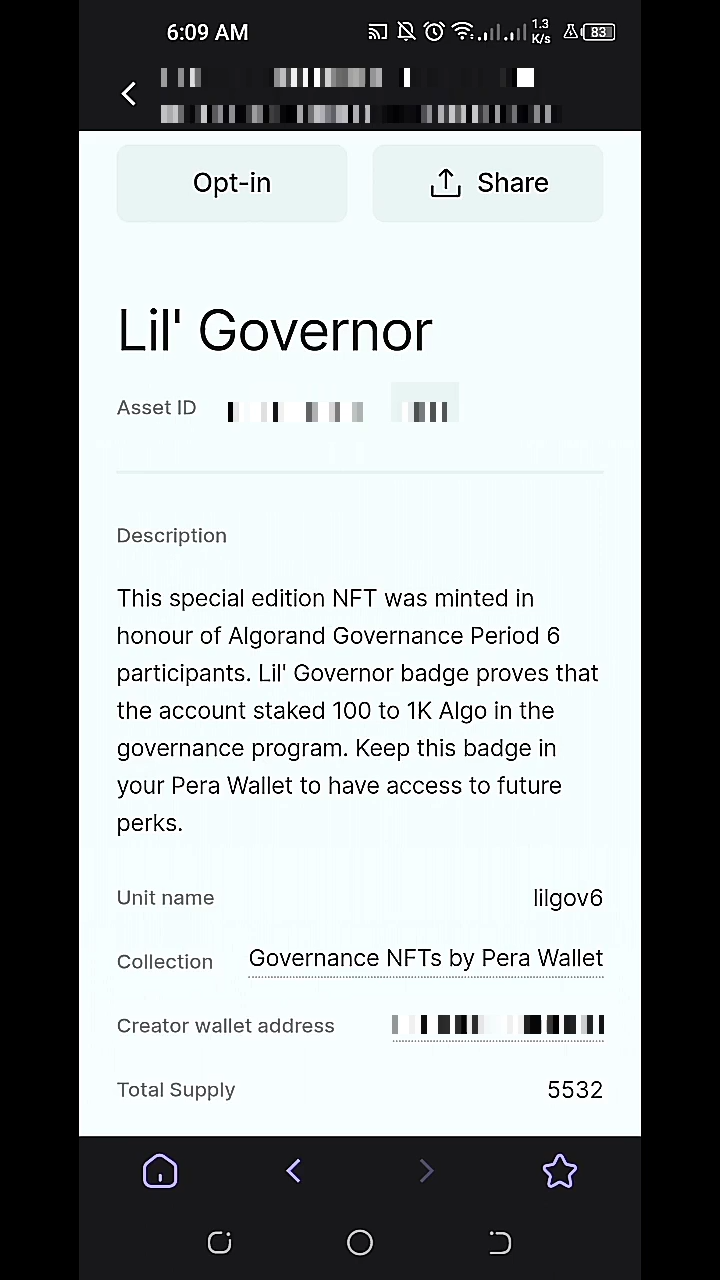 6:09 AM
1.3
K/s
83
Opt-in
Share
Lil' Governor
Asset ID
Description
This special edition NFT was minted in
honour of Algorand Governance Period 6
participants. Lil' Governor badge proves that
the account staked 100 to 1K Algo in the
governance program. Keep this badge in
your Pera Wallet to have access to future
perks.
Unit name lilgov6
Collection Governance NFTs by Pera Wallet
Creator wallet address
Total Supply 5532